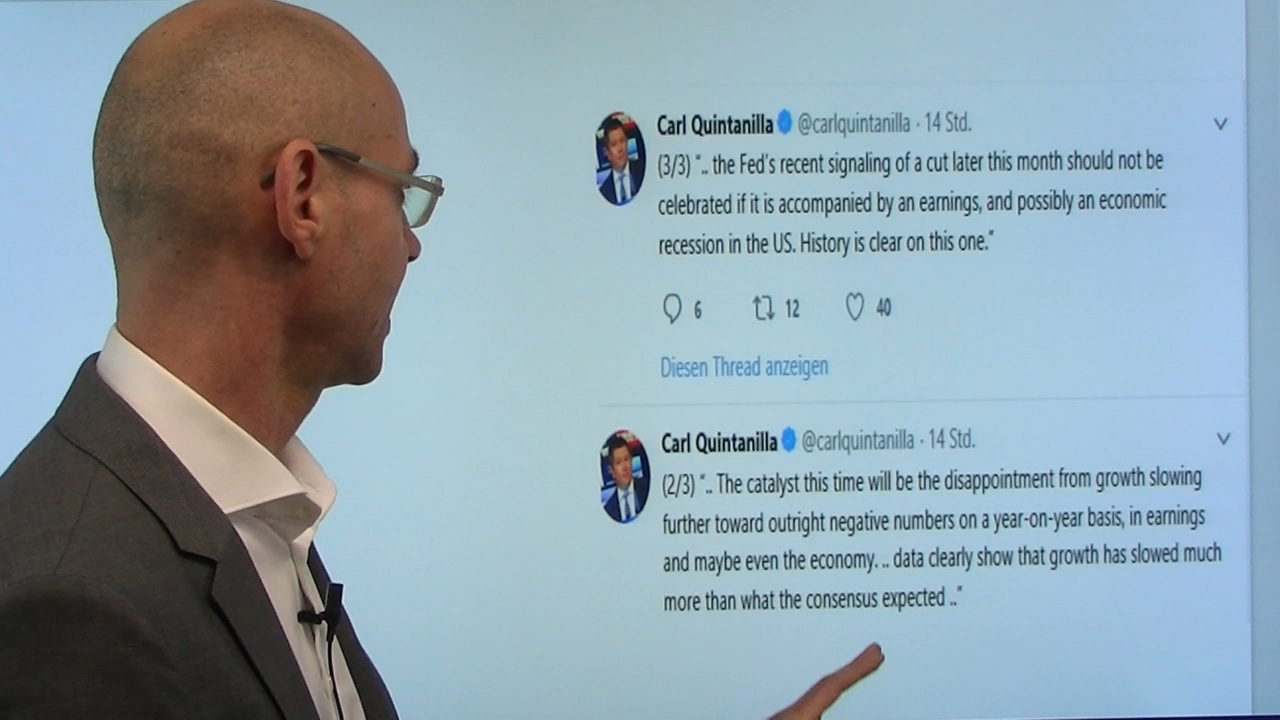 Carl Quintanilla @carlquintanilla · 14 Std.
(3/3) “.. the Fed's recent signaling of a cut later this month should not be
celebrated if it is accompanied by an earnings, and possibly an economic
recession in the US. History is clear on this one."
6 12 40
Diesen Thread anzeigen
Carl Quintanilla @carlquintanilla · 14 Std.
(2/3) “.. The catalyst this time will be the disappointment from growth slowing
further toward outright negative numbers on a year-on-year basis, in earnings
and maybe even the economy. .. data clearly show that growth has slowed much
more than what the consensus expected .."